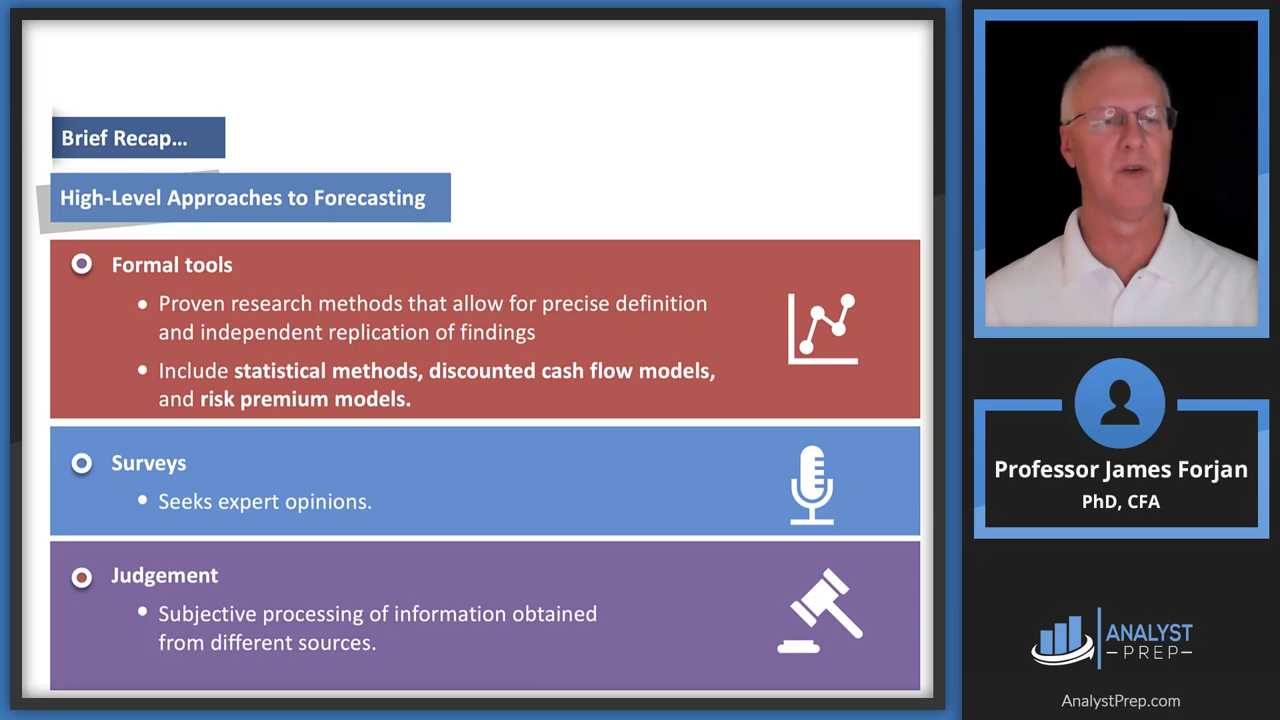 Brief Recap...
High-Level Approaches to Forecasting
Formal tools
• Proven research methods that allow for precise definition
and independent replication of findings
• Include statistical methods, discounted cash flow models,
and risk premium models.
Surveys
• Seeks expert opinions.
Judgement
• Subjective processing of information obtained
from different sources.
Professor James Forjan
PhD, CFA
ANALYST
–PREP–
AnalystPrep.com